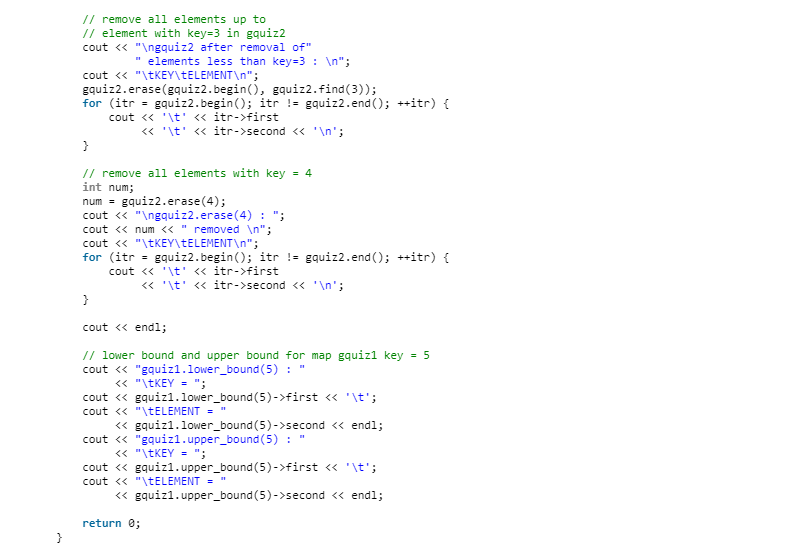 // remove all elements up to
// element with key=3 in gquiz2
cout << "\ngquiz2 after removal of"
" elements less than key=3 : \n";
cout << "\tKEY\tELEMENT\n";
gquiz2.erase(gquiz2.begin(), gquiz2.find(3));
for (itr = gquiz2.begin(); itr != gquiz2.end(); ++itr) {
cout << '\t' << itr->first
<< '\t' << itr->second << '\n';
}
// remove all elements with key = 4
int num;
num = gquiz2.erase(4);
cout << "\ngquiz2.erase(4) : ";
cout << num << " removed \n";
cout << "\tKEY\tELEMENT\n";
for (itr = gquiz2.begin(); itr != gquiz2.end(); ++itr) {
cout << '\t' << itr->first
<< '\t' << itr->second << '\n';
}
cout << endl;
// lower bound and upper bound for map gquiz1 key = 5
cout << "gquiz1.lower_bound(5) : "
<< "\tKEY = ";
cout << gquiz1.lower_bound(5)->first << '\t';
cout << "\tELEMENT = "
<< gquiz1.lower_bound(5)->second << endl;
cout << "gquiz1.upper_bound(5) : "
<< "\tKEY = ";
cout << gquiz1.upper_bound(5)->first << '\t';
cout << "\tELEMENT = "
<< gquiz1.upper_bound(5)->second << endl;
return 0;
}